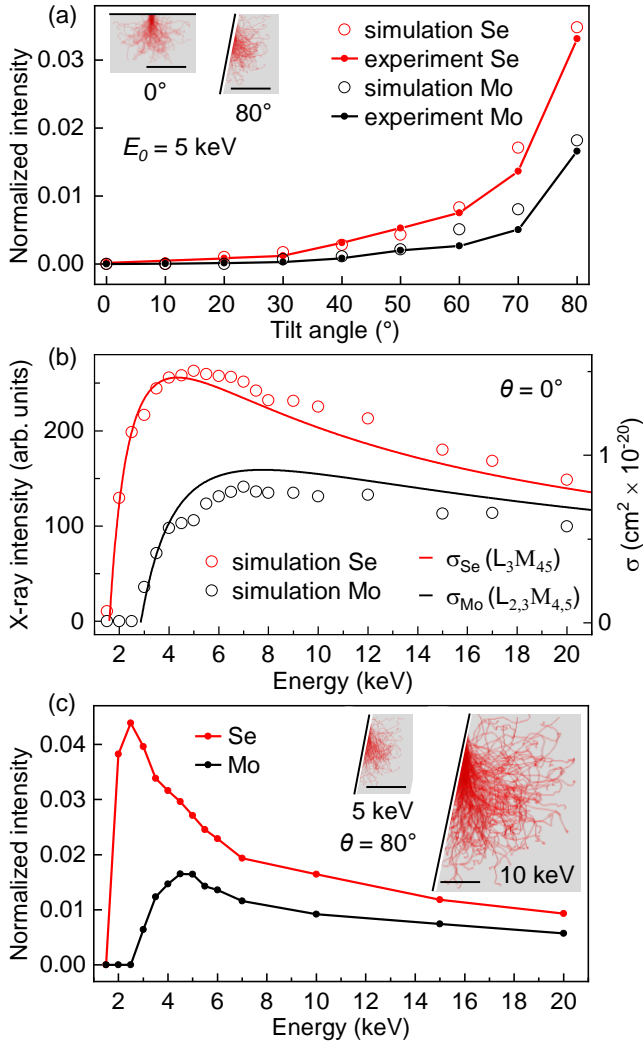 (a)
simulation Se
experiment Se
simulation Mo
experiment Mo
0°
80°
E₀ = 5 keV
Normalized intensity
0.03
0.02
0.01
0.00
0 10 20 30 40 50 60 70 80
Tilt angle (°)
(b)
θ = 0°
X-ray intensity (arb. units)
200
100
0
simulation Se
simulation Mo
σSe (L3M45)
σMo (L2,3M4,5)
1
0
σ (cm² × 10⁻²⁰)
2 4 6 8 10 12 14 16 18 20
Energy (keV)
(c)
Se
Mo
5 keV
θ = 80°
10 keV
Normalized intensity
0.04
0.03
0.02
0.01
0.00
2 4 6 8 10 12 14 16 18 20
Energy (keV)